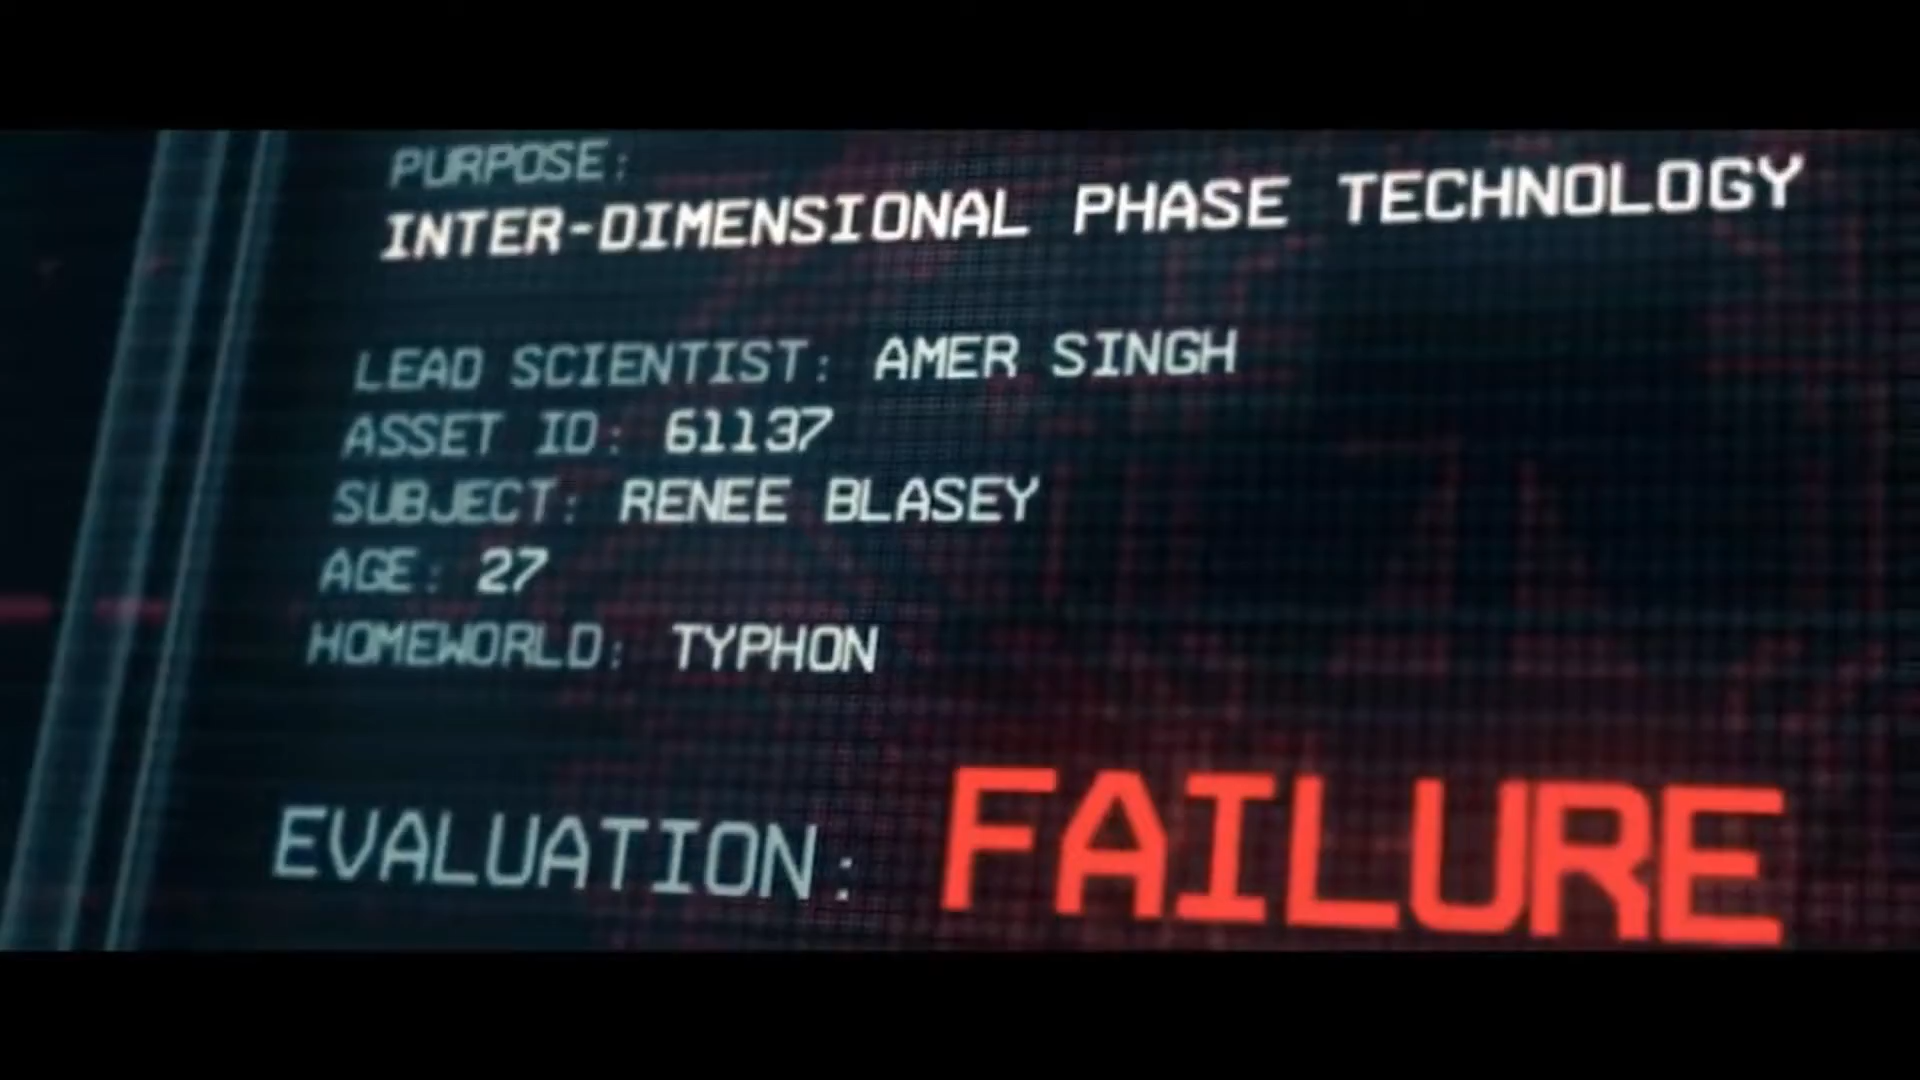 PURPOSE:
INTER-DIMENSIONAL PHASE TECHNOLOGY
LEAD SCIENTIST: AMER SINGH
ASSET ID: 61137
SUBJECT: RENEE BLASEY
AGE: 27
HOMEWORLD: TYPHON
EVALUATION: FAILURE